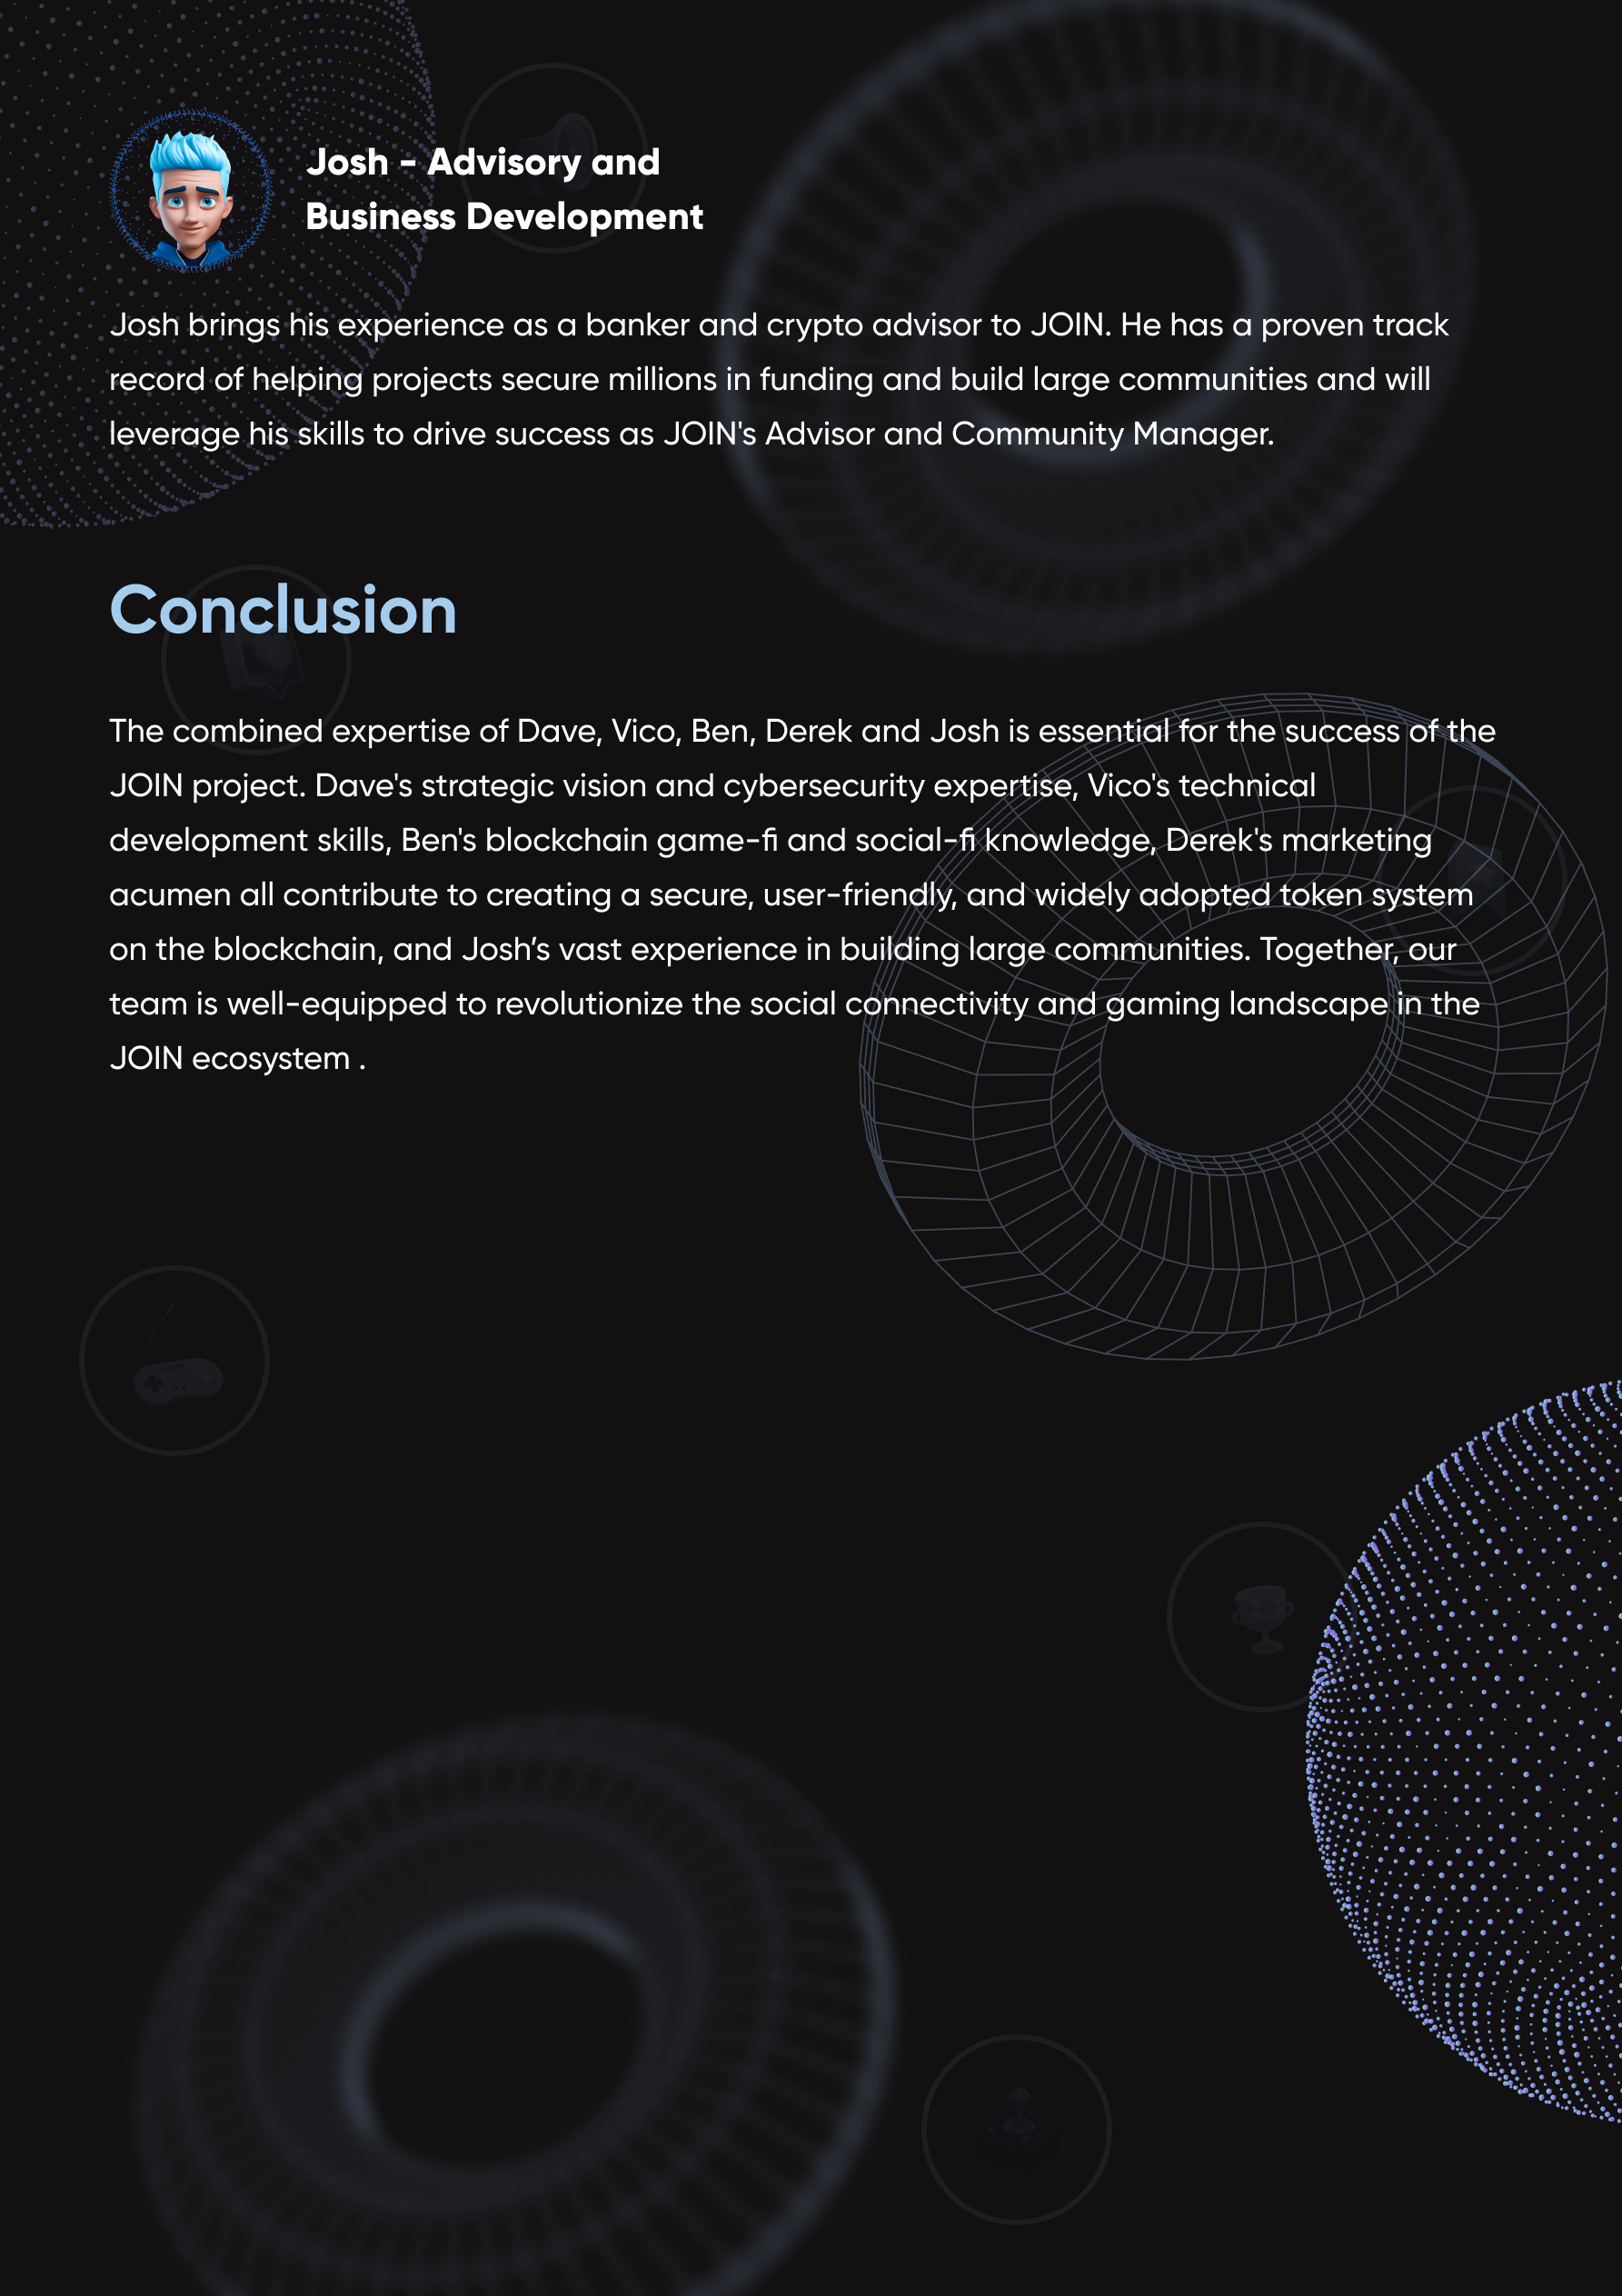 Josh - Advisory and
Business Development
Josh brings his experience as a banker and crypto advisor to JOIN. He has a proven track
record of helping projects secure millions in funding and build large communities and will
leverage his skills to drive success as JOIN's Advisor and Community Manager.
Conclusion
The combined expertise of Dave, Vico, Ben, Derek and Josh is essential for the success of the
JOIN project. Dave's strategic vision and cybersecurity expertise, Vico's technical
development skills, Ben's blockchain game-fi and social-fi knowledge, Derek's marketing
acumen all contribute to creating a secure, user-friendly, and widely adopted token system
on the blockchain, and Josh’s vast experience in building large communities. Together, our
team is well-equipped to revolutionize the social connectivity and gaming landscape in the
JOIN ecosystem .